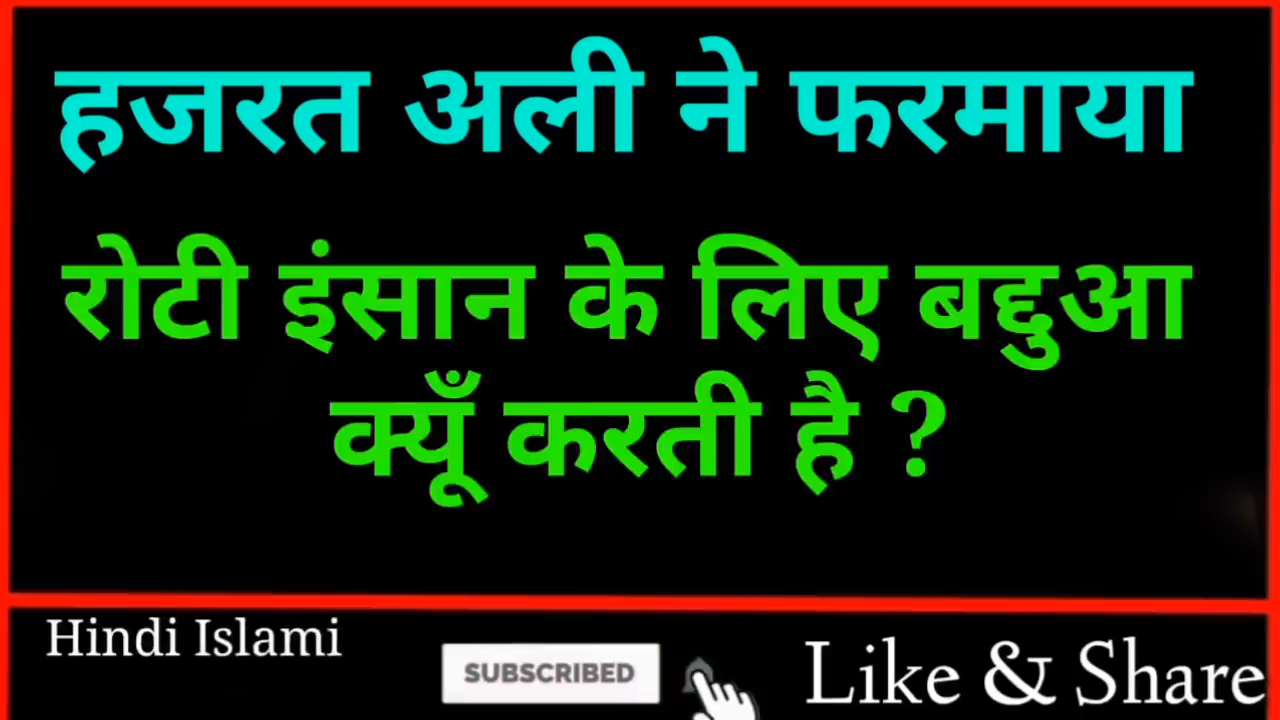 हजरत अली ने फरमाया
रोटी इंसान के लिए बद्दुआ
क्यूँ करती है ?
Hindi Islami
SUBSCRIBED
Like & Share